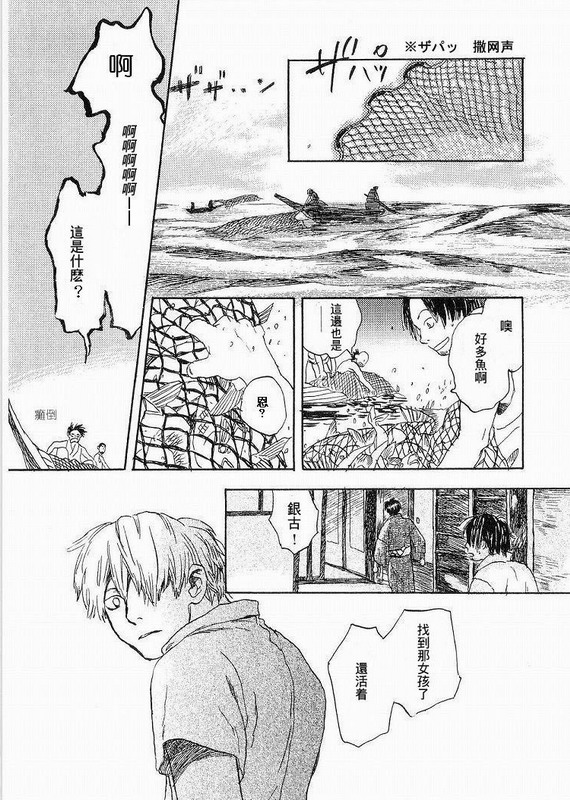 ※ザパッ　撒网声
ザパッ
ザザ……ン
噢
好多魚啊
這邊也是
——
恩？
啊
啊啊啊啊啊——
這是什麽？
癱倒
銀古！
找到那女孩了
還活着